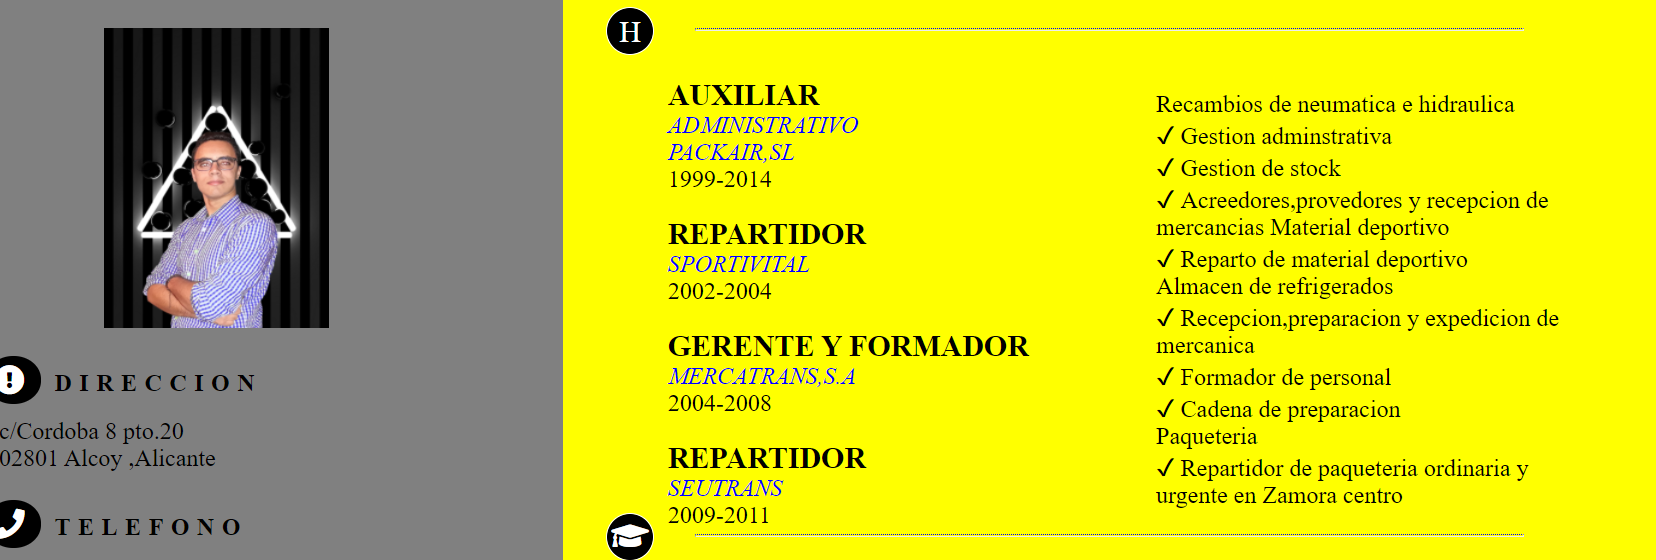 DIRECCION
c/Cordoba 8 pto.20
02801 Alcoy ,Alicante
TELEFONO
H
AUXILIAR
ADMINISTRATIVO
PACKAIR,SL
1999-2014
REPARTIDOR
SPORTIVITAL
2002-2004
GERENTE Y FORMADOR
MERCATRANS,S.A
2004-2008
REPARTIDOR
SEUTRANS
2009-2011
Recambios de neumatica e hidraulica
✓ Gestion adminstrativa
✓ Gestion de stock
✓ Acreedores,provedores y recepcion de
mercancias Material deportivo
✓ Reparto de material deportivo
Almacen de refrigerados
✓ Recepcion,preparacion y expedicion de
mercanica
✓ Formador de personal
✓ Cadena de preparacion
Paqueteria
✓ Repartidor de paqueteria ordinaria y
urgente en Zamora centro